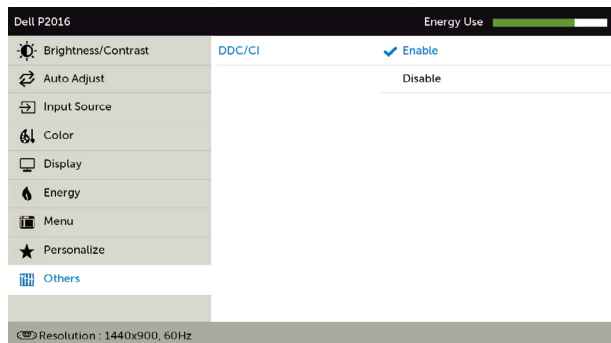 Dell P2016 Energy Use
Brightness/Contrast DDC/CI Enable
Auto Adjust Disable
Input Source
Color
Display
Energy
Menu
Personalize
Others
Resolution : 1440x900, 60Hz